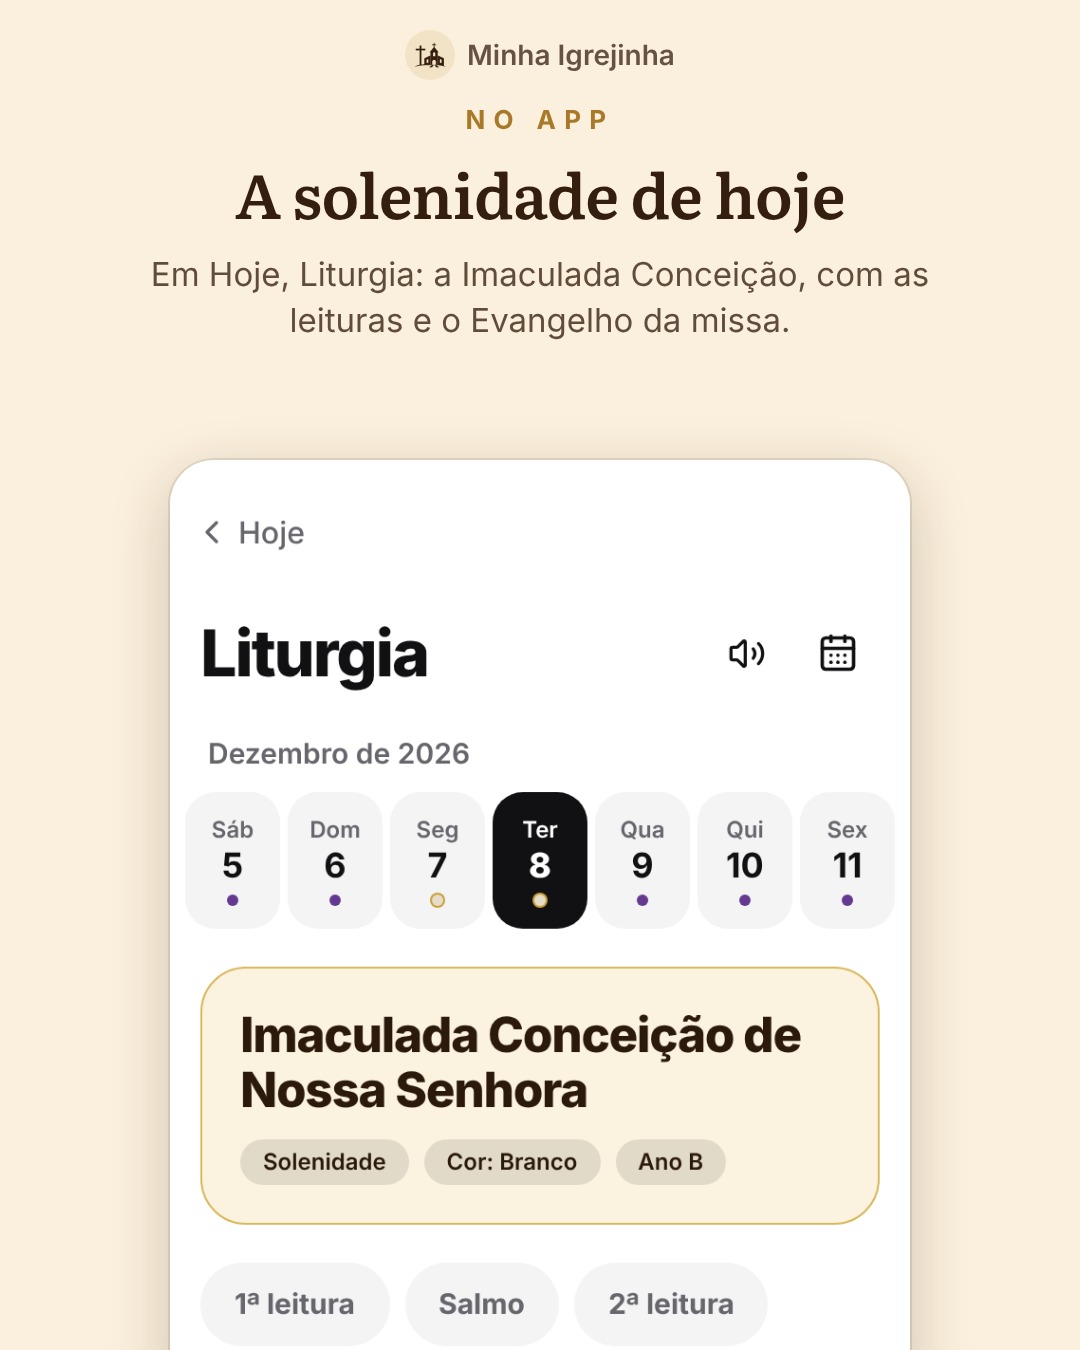 Minha Igrejinha
NO APP
A solenidade de hoje
Em Hoje, Liturgia: a Imaculada Conceição, com as
leituras e o Evangelho da missa.
Hoje
Liturgia
Dezembro de 2026
Sáb Dom Seg Ter Qua Qui Sex
5 6 7 8 9 10 11
Imaculada Conceição de
Nossa Senhora
Solenidade Cor: Branco Ano B
1ª leitura Salmo 2ª leitura